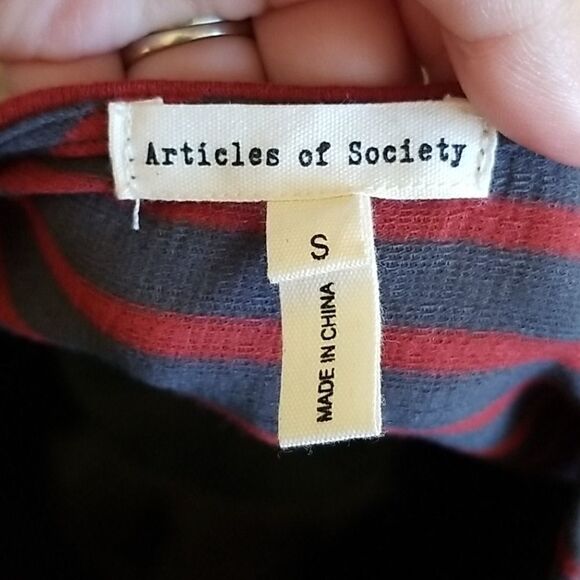 Articles of Society
S
MADE IN CHINA